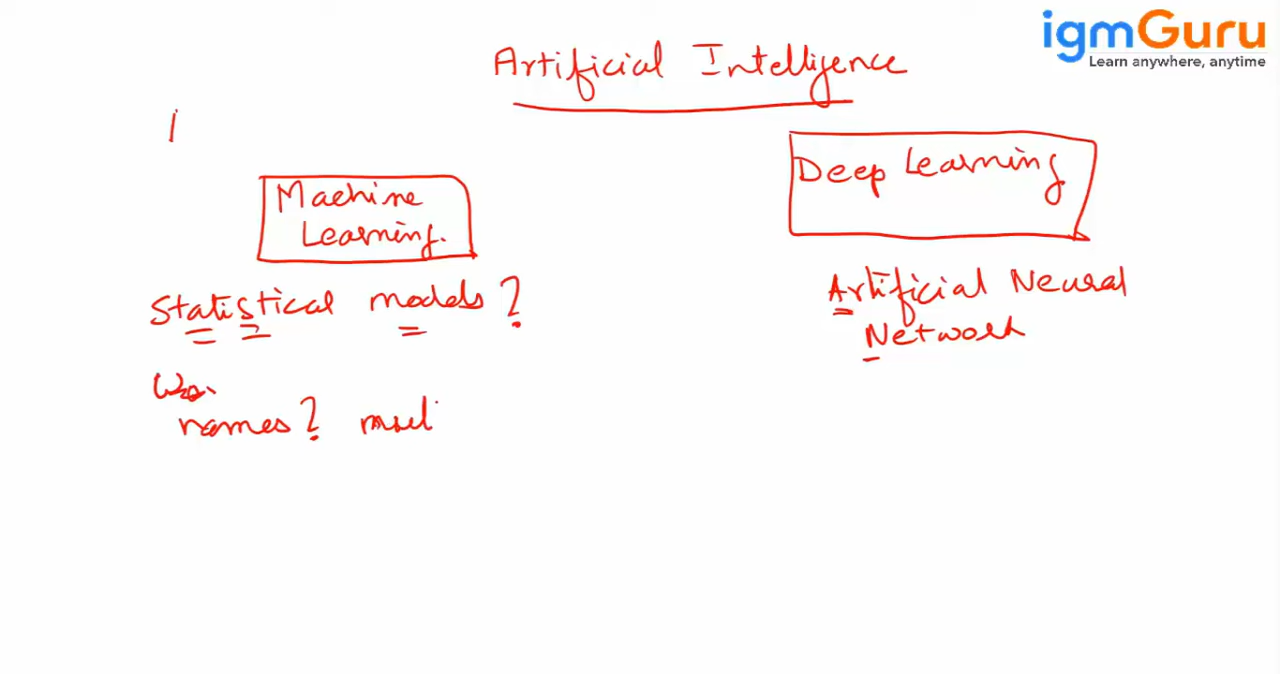 igmGuru
Learn anywhere, anytime
Artificial Intelligence
Machine
Learning.
Deep Learning
Statistical models ?
Artificial Neural
Network
names ?